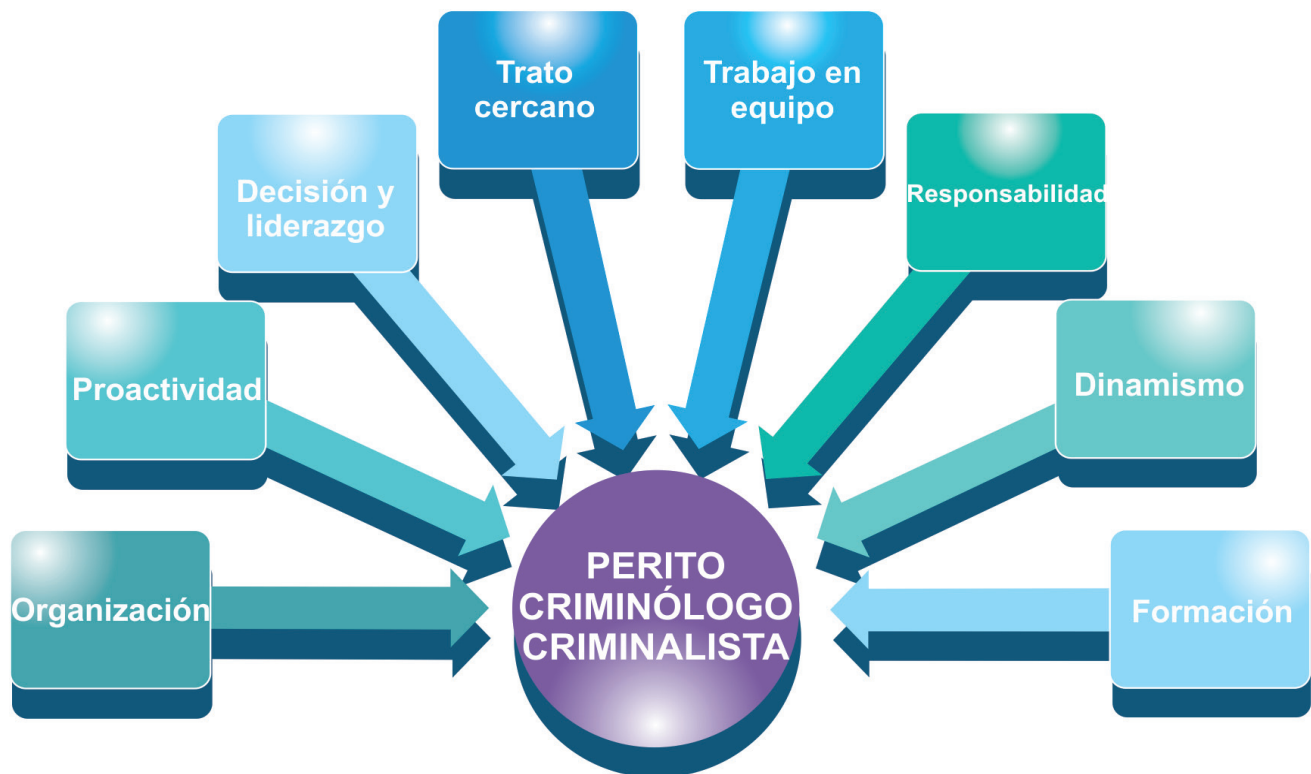 Trato
cercano
Trabajo en
equipo
Decisión y
liderazgo
Responsabilidad
Proactividad
Dinamismo
Organización
PERITO
CRIMINÓLOGO
CRIMINALISTA
Formación